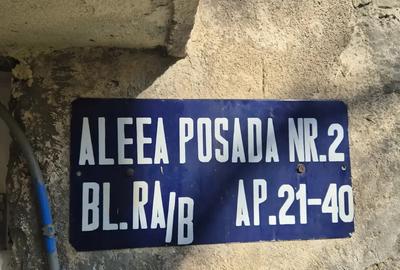 ALEEA POSADA NR.2
BL.RA/B AP.21-40